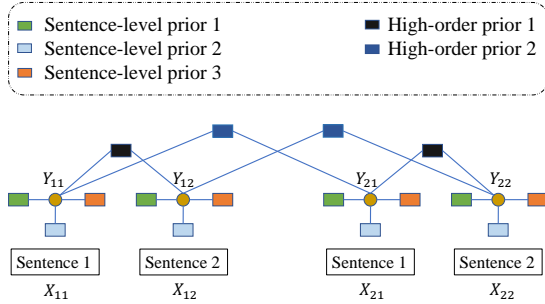 Sentence-level prior 1
High-order prior 1
Sentence-level prior 2
High-order prior 2
Sentence-level prior 3
Y11 Y12 Y21 Y22
Sentence 1 Sentence 2 Sentence 1 Sentence 2
X11 X12 X21 X22